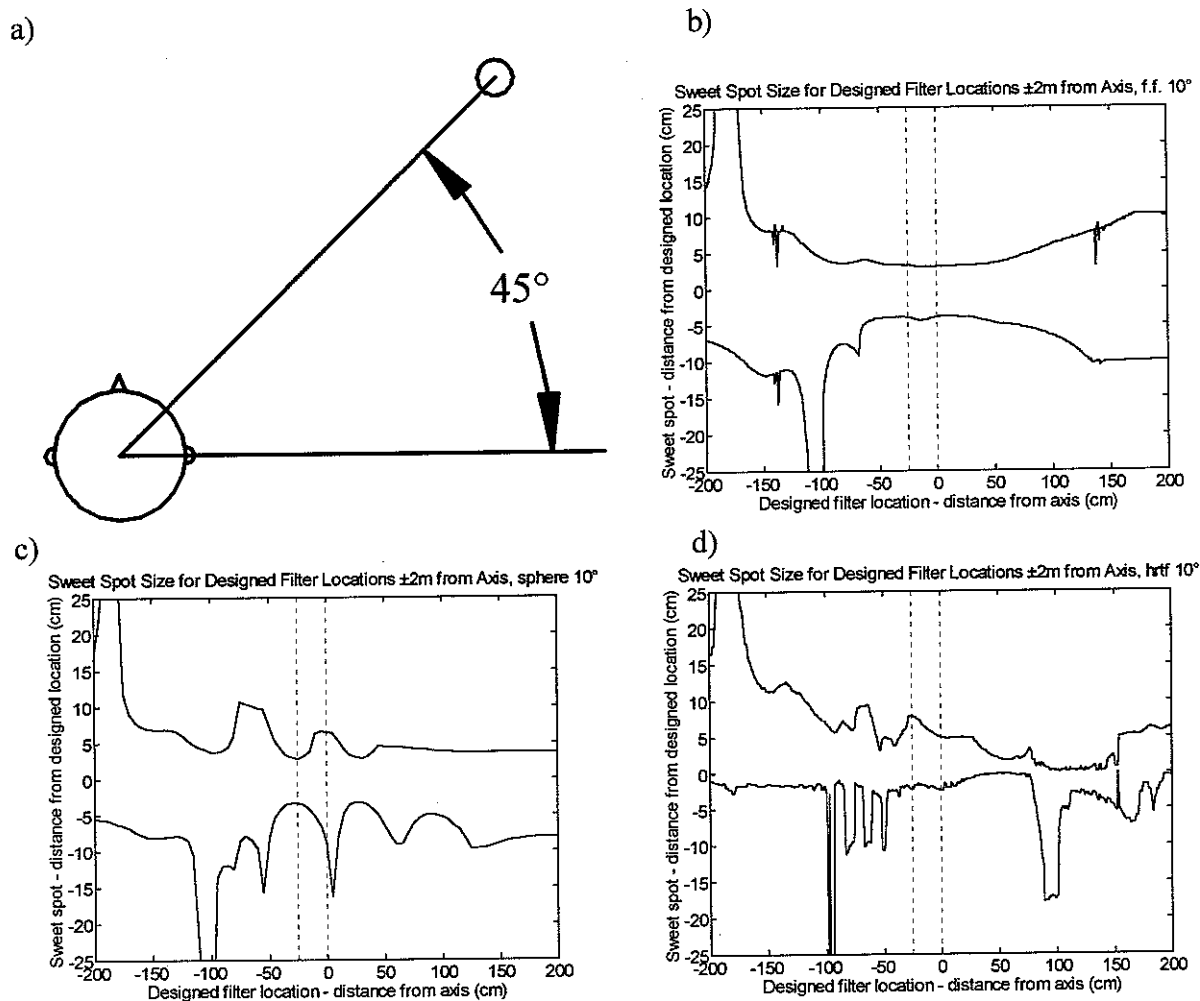 a)
45°
b)
Sweet Spot Size for Designed Filter Locations ±2m from Axis, f.f. 10°
Sweet spot - distance from designed location (cm)
25
20
15
10
5
0
-5
-10
-15
-20
-25
-200 -150 -100 -50 0 50 100 150 200
Designed filter location - distance from axis (cm)
c)
Sweet Spot Size for Designed Filter Locations ±2m from Axis, sphere 10°
Sweet spot - distance from designed location (cm)
25
20
15
10
5
0
-5
-10
-15
-20
-25
-200 -150 -100 -50 0 50 100 150 200
Designed filter location - distance from axis (cm)
d)
Sweet Spot Size for Designed Filter Locations ±2m from Axis, hrtf 10°
Sweet spot - distance from designed location (cm)
25
20
15
10
5
0
-5
-10
-15
-20
-25
-200 -150 -100 -50 0 50 100 150 200
Designed filter location - distance from axis (cm)